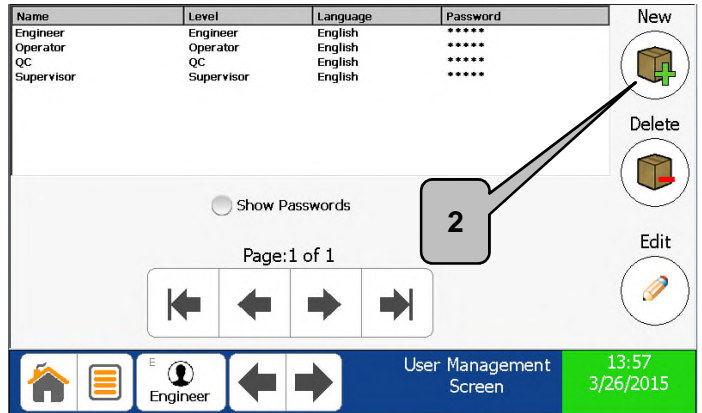 Name Level Language Password New
Engineer Engineer English *****
Operator Operator English *****
QC QC English *****
Supervisor Supervisor English *****
Delete
Show Passwords
2
Edit
Page:1 of 1
E
Engineer
User Management
Screen
13:57
3/26/2015